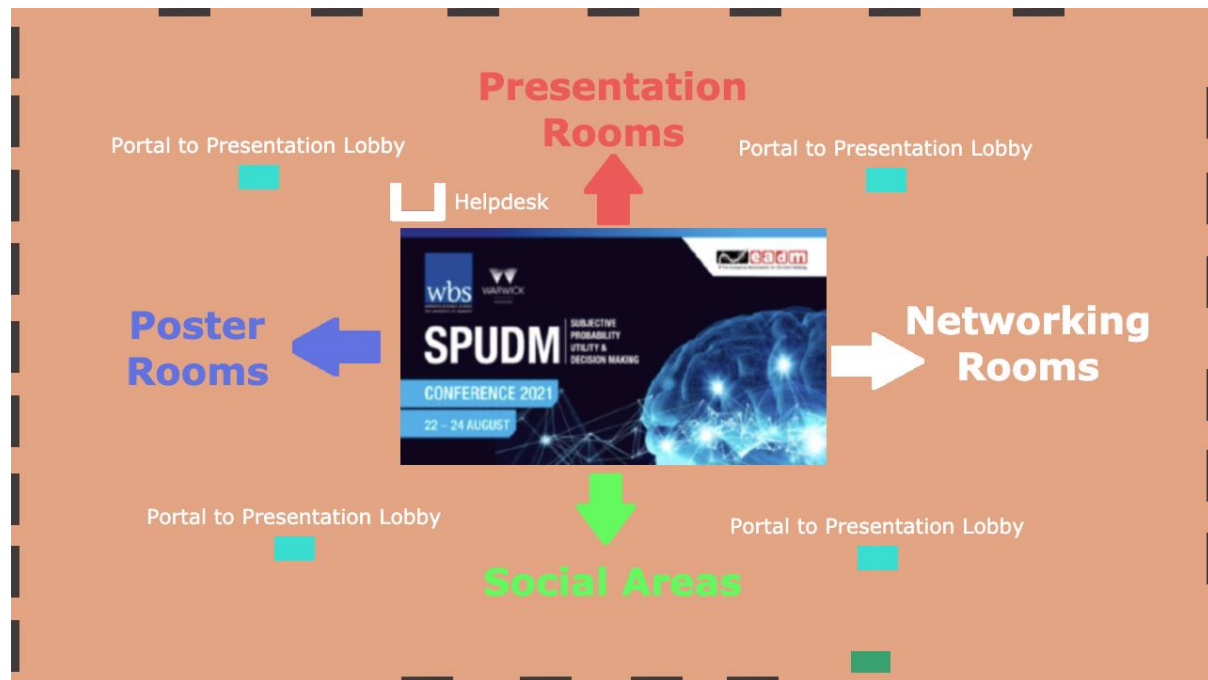 Presentation
Rooms
Portal to Presentation Lobby
Portal to Presentation Lobby
Helpdesk
wbs
WARWICK
eadm
SPUDM
SUBJECTIVE
PROBABILITY
UTILITY &
DECISION MAKING
CONFERENCE 2021
22 – 24 AUGUST
Poster
Rooms
Networking
Rooms
Portal to Presentation Lobby
Portal to Presentation Lobby
Social Areas